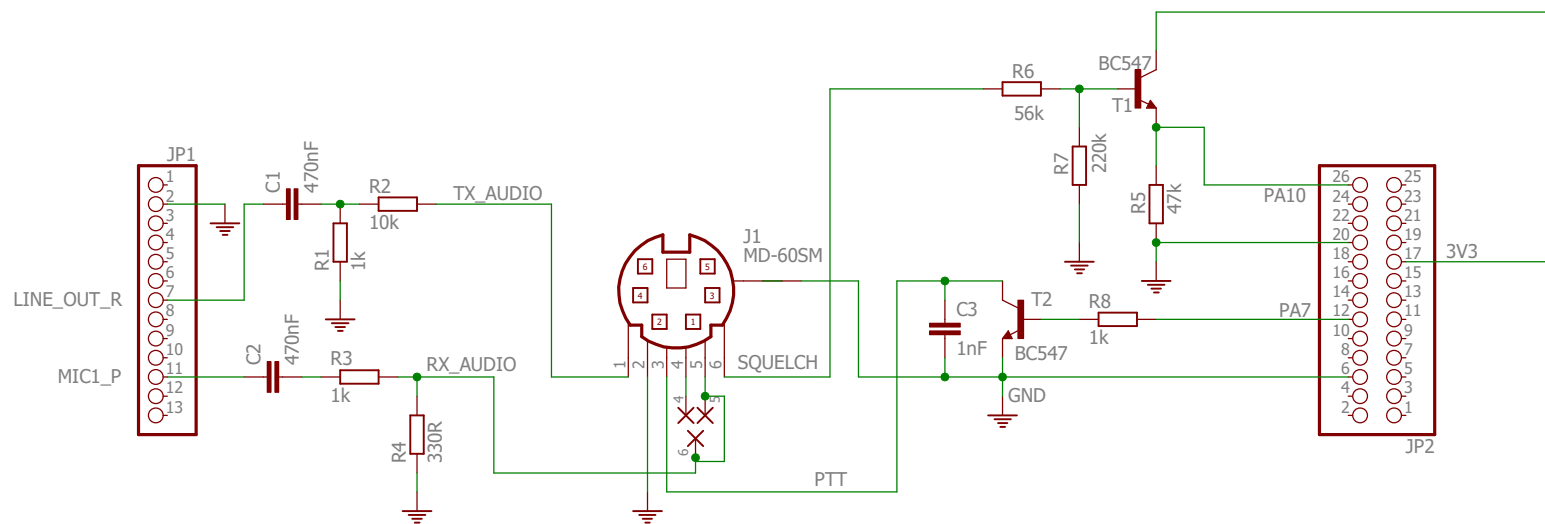 BC547
T1
R6
56k
R7
220k
R5
47k
JP1
1
2
3
4
5
6
7
8
9
10
11
12
13
LINE_OUT_R
MIC1_P
C1
470nF
R2
10k
R1
1k
TX_AUDIO
C2
470nF
R3
1k
RX_AUDIO
R4
330R
J1
MD-60SM
6
5
4
3
2
1
1
2
3
4
5
6
4
5
6
SQUELCH
PTT
C3
1nF
T2
BC547
R8
1k
GND
PA10
PA7
3V3
26 25
24 23
22 21
20 19
18 17
16 15
14 13
12 11
10 9
8 7
6 5
4 3
2 1
JP2